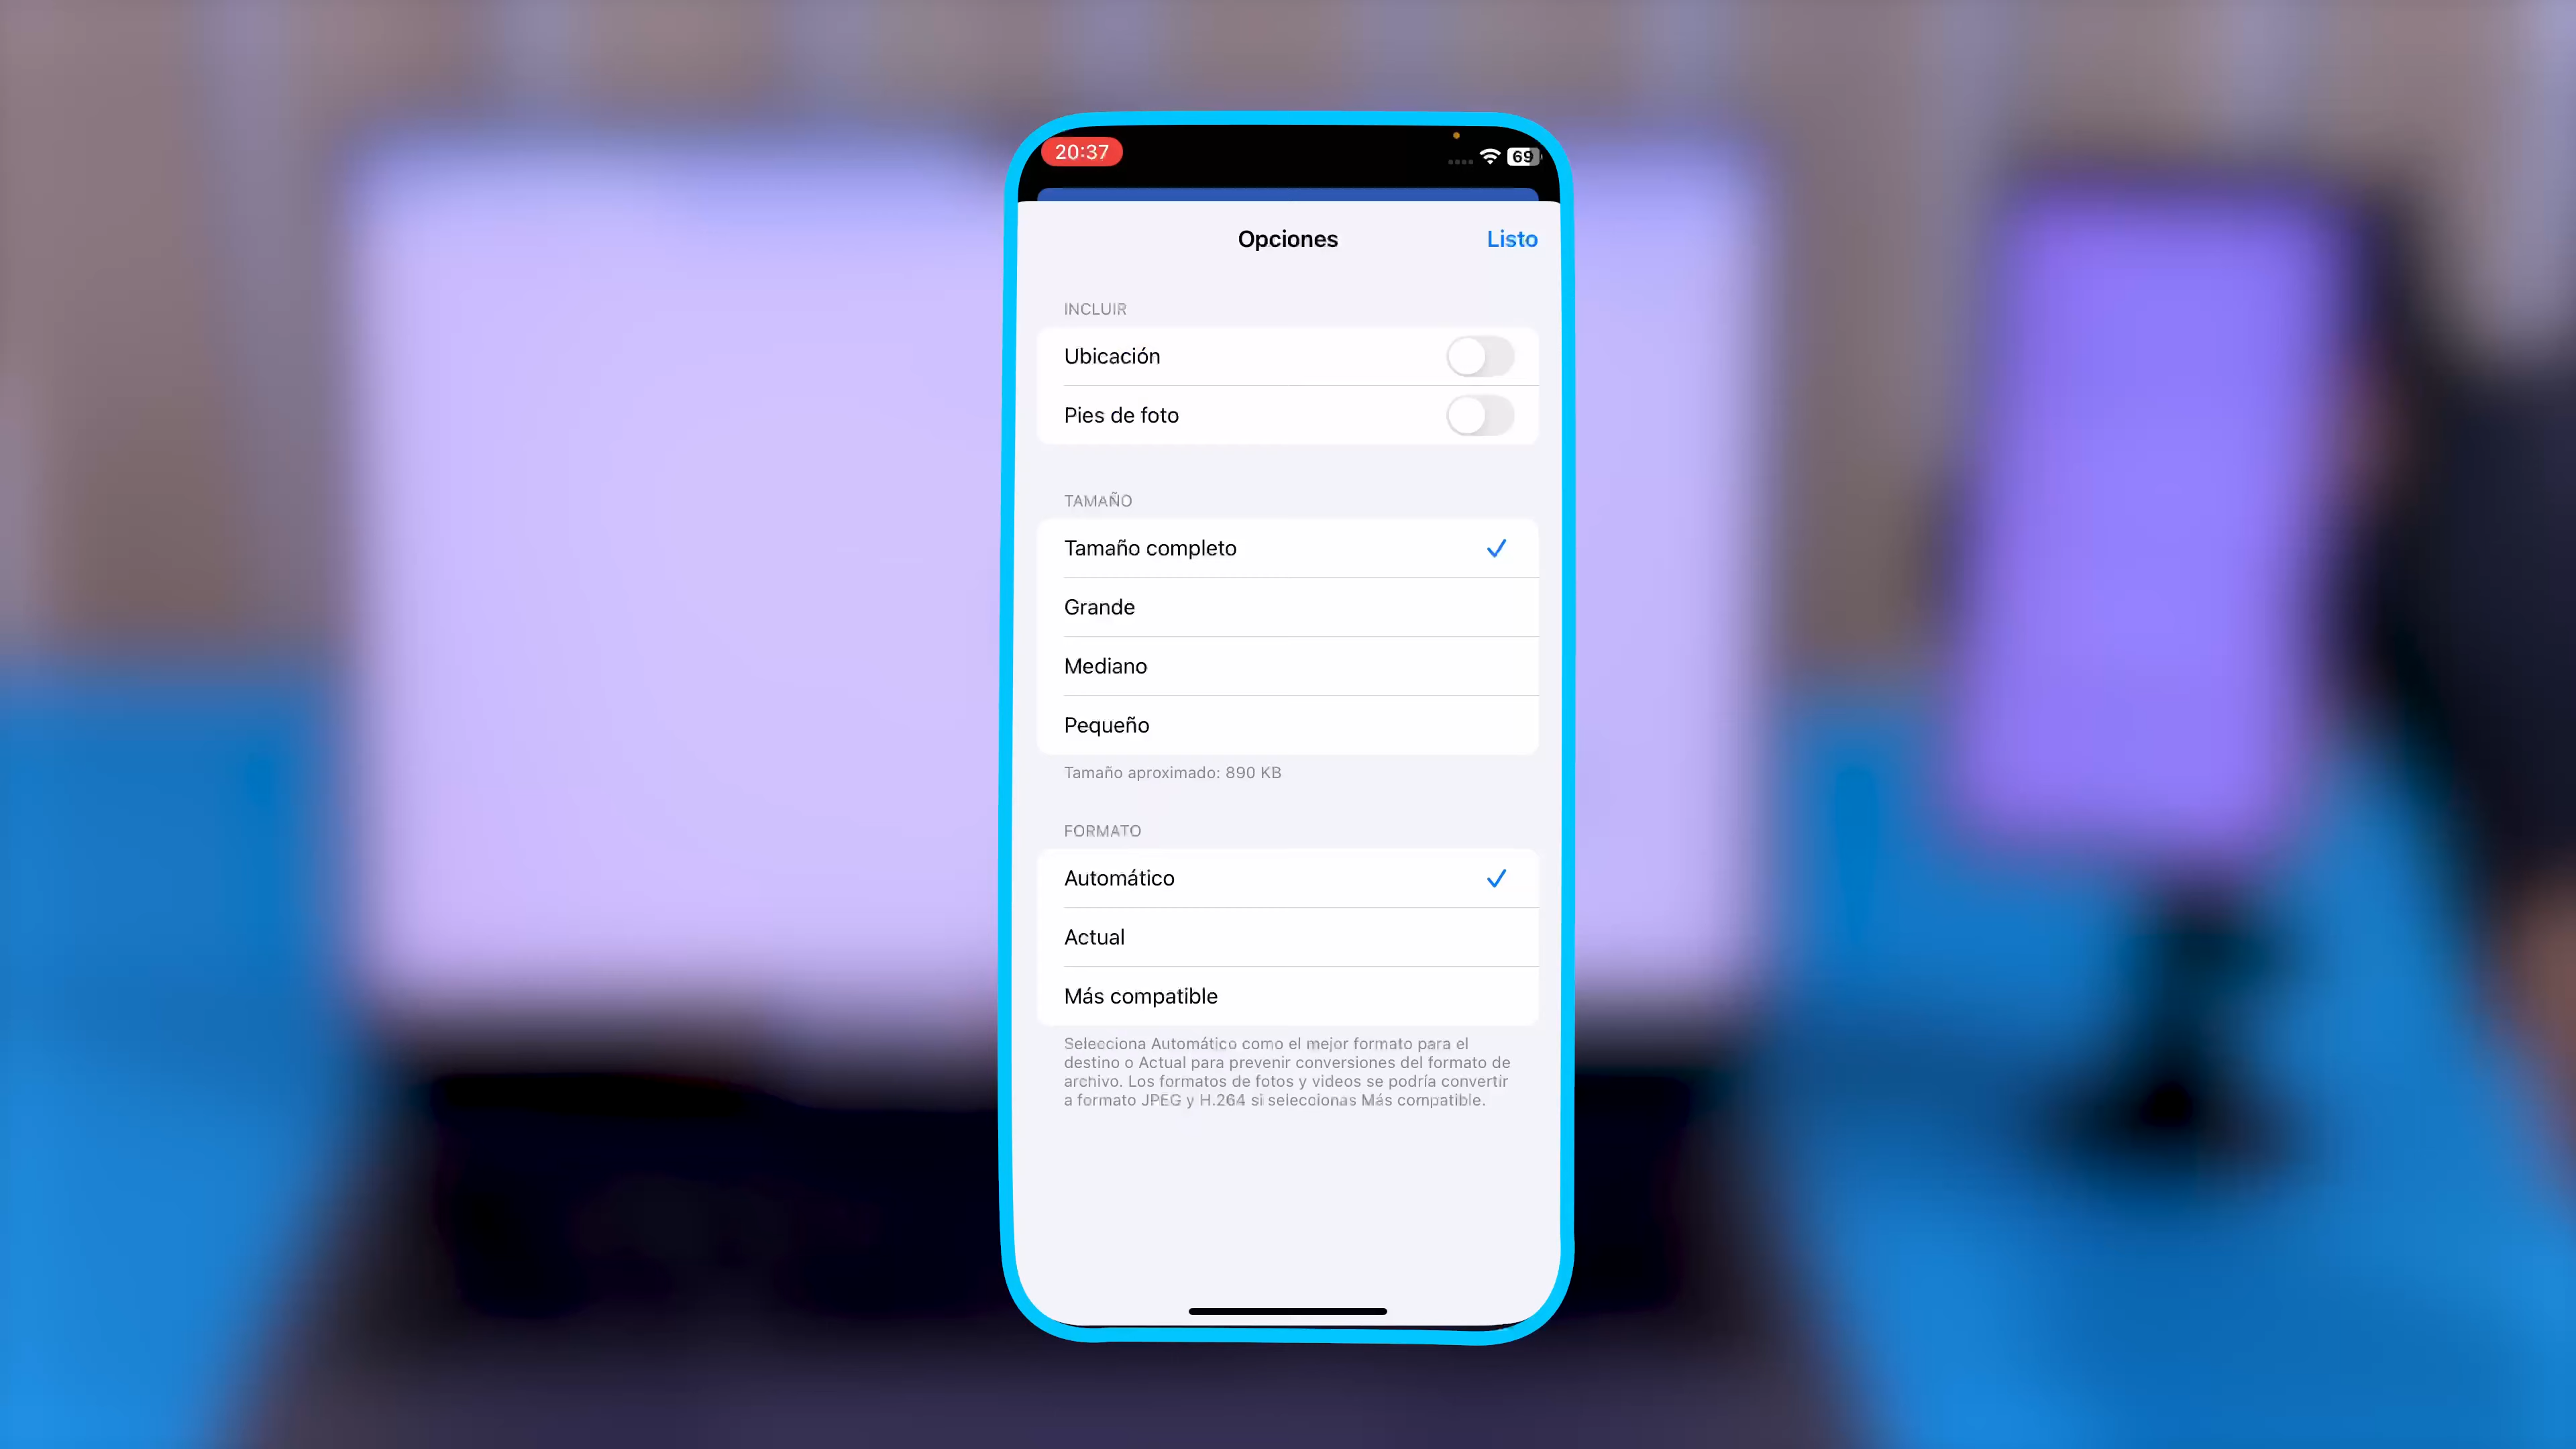 20:37
69
Opciones
Listo
INCLUIR
Ubicación
Pies de foto
TAMAÑO
Tamaño completo
Grande
Mediano
Pequeño
Tamaño aproximado: 890 KB
FORMATO
Automático
Actual
Más compatible
Selecciona Automático como el mejor formato para el
destino o Actual para prevenir conversiones del formato de
archivo. Los formatos de fotos y videos se podría convertir
a formato JPEG y H.264 si seleccionas Más compatible.